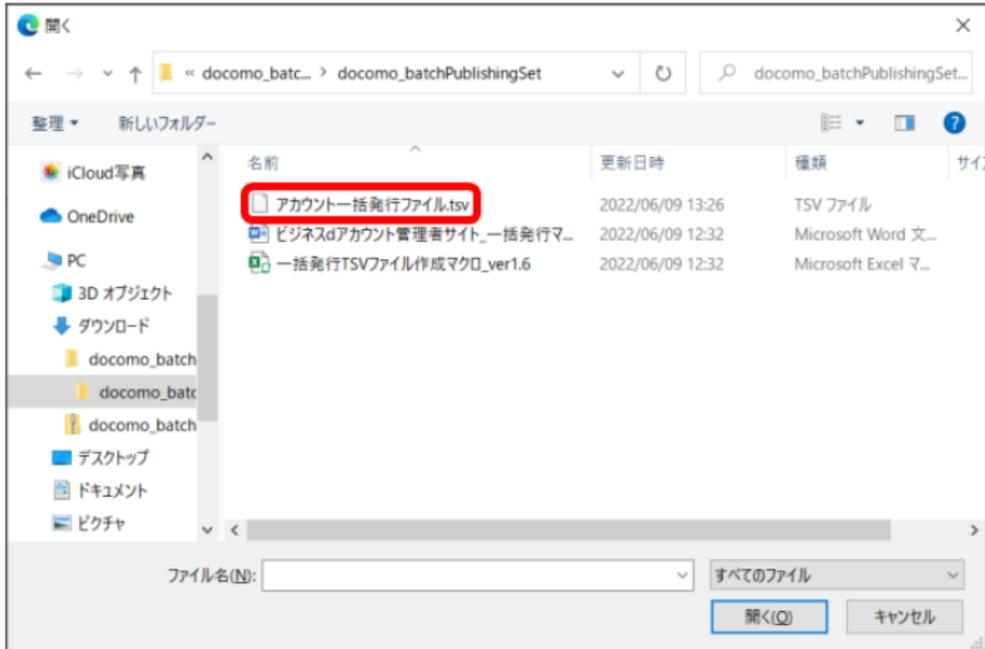 開く
« docomo_batc... > docomo_batchPublishingSet
docomo_batchPublishingSet...
整理 新しいフォルダー
名前 更新日時 種類 サイズ
iCloud写真
OneDrive
PC
3D オブジェクト
ダウンロード
docomo_batch
docomo_batc
docomo_batch
デスクトップ
ドキュメント
ピクチャ
アカウント一括発行ファイル.tsv 2022/06/09 13:26 TSV ファイル
ビジネスdアカウント管理者サイト_一括発行マ... 2022/06/09 12:32 Microsoft Word 文...
一括発行TSVファイル作成マクロ_ver1.6 2022/06/09 12:32 Microsoft Excel マ...
ファイル名(N): すべてのファイル
開く(O) キャンセル